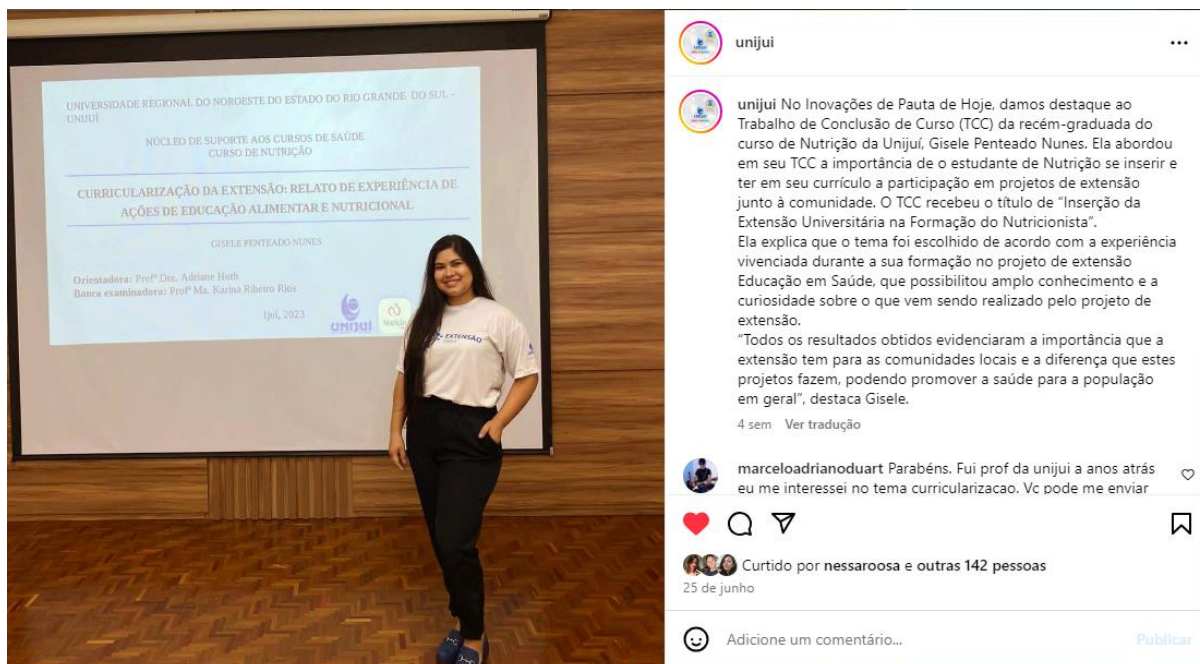 UNIVERSIDADE REGIONAL DO NOROESTE DO ESTADO DO RIO GRANDE. DO SUL -
UNIJUÍ
NÚCLEO DE SUPORTE AOS CURSOS DE SAÚDE
CURSO DE NUTRIÇÃO
CURRICULARIZAÇÃO DA EXTENSÃO: RELATO DE EXPERIÊNCIA DE
AÇÕES DE EDUCAÇÃO ALIMENTAR E NUTRICIONAL
GISELE PENTEADO NUNES
Orientadora: Profª Dra. Adriane Huth
Banca examinadora: Profª Ma. Karina Ribeiro Rios
Ijuí, 2023
UNIJUI
Nutrição
EXTENSÃO
unijui
unijui No Inovações de Pauta de Hoje, damos destaque ao
Trabalho de Conclusão de Curso (TCC) da recém-graduada do
curso de Nutrição da Unijuí, Gisele Penteado Nunes. Ela abordou
em seu TCC a importância de o estudante de Nutrição se inserir e
ter em seu currículo a participação em projetos de extensão
junto à comunidade. O TCC recebeu o título de “Inserção da
Extensão Universitária na Formação do Nutricionista”.
Ela explica que o tema foi escolhido de acordo com a experiência
vivenciada durante a sua formação no projeto de extensão
Educação em Saúde, que possibilitou amplo conhecimento e a
curiosidade sobre o que vem sendo realizado pelo projeto de
extensão.
“Todos os resultados obtidos evidenciaram a importância que a
extensão tem para as comunidades locais e a diferença que estes
projetos fazem, podendo promover a saúde para a população
em geral”, destaca Gisele.
4 sem Ver tradução
marceloadrianoduart Parabéns. Fui prof da unijui a anos atrás
eu me interessei no tema curricularizacao. Vc pode me enviar
Curtido por nessaroosa e outras 142 pessoas
25 de junho
Adicione um comentário... Publicar